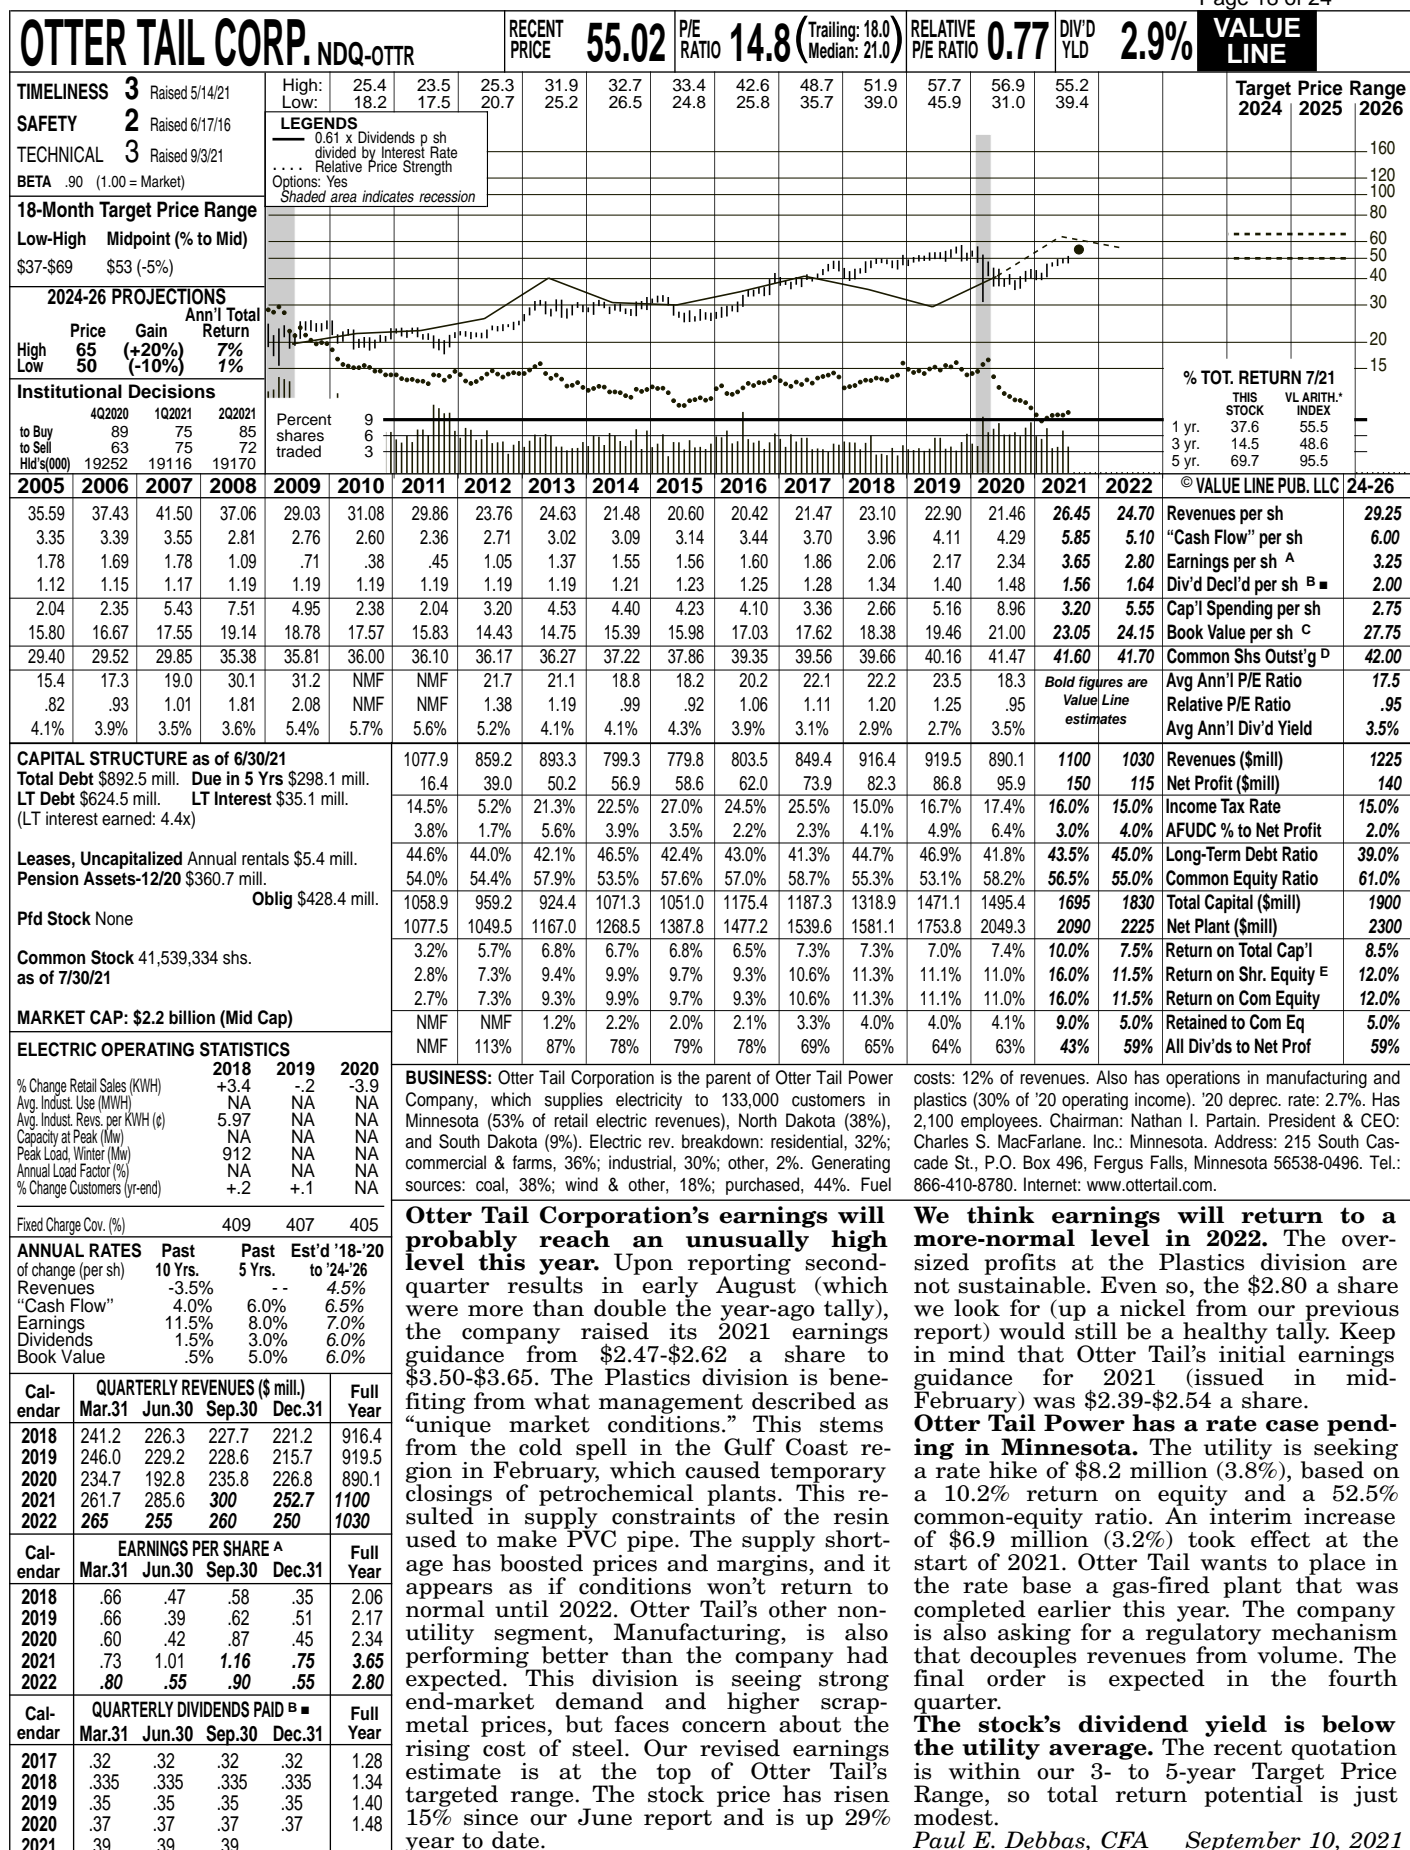 Page 18 of 24
OTTER TAIL CORP. NDQ-OTTR
RECENT PRICE 55.02
P/E RATIO 14.8 (Trailing: 18.0 Median: 21.0)
RELATIVE P/E RATIO 0.77
DIV'D YLD 2.9%
VALUE LINE
TIMELINESS 3 Raised 5/14/21
SAFETY 2 Raised 6/17/16
TECHNICAL 3 Raised 9/3/21
BETA .90 (1.00 = Market)
High: 25.4 23.5 25.3 31.9 32.7 33.4 42.6 48.7 51.9 57.7 56.9 55.2
Low: 18.2 17.5 20.7 25.2 26.5 24.8 25.8 35.7 39.0 45.9 31.0 39.4
Target Price Range
2024 2025 2026
LEGENDS
0.61 x Dividends p sh
divided by Interest Rate
. . . . Relative Price Strength
Options: Yes
Shaded area indicates recession
160
120
100
80
60
50
40
30
20
15
18-Month Target Price Range
Low-High Midpoint (% to Mid)
$37-$69 $53 (-5%)
2024-26 PROJECTIONS
Ann'l Total
Price Gain Return
High 65 (+20%) 7%
Low 50 (-10%) 1%
Institutional Decisions
4Q2020 1Q2021 2Q2021
to Buy 89 75 85
to Sell 63 75 72
Hld's(000) 19252 19116 19170
Percent shares traded
9
6
3
% TOT. RETURN 7/21
THIS STOCK VL ARITH.* INDEX
1 yr. 37.6 55.5
3 yr. 14.5 48.6
5 yr. 69.7 95.5
2005 2006 2007 2008 2009 2010 2011 2012 2013 2014 2015 2016 2017 2018 2019 2020 2021 2022 © VALUE LINE PUB. LLC 24-26
35.59 37.43 41.50 37.06 29.03 31.08 29.86 23.76 24.63 21.48 20.60 20.42 21.47 23.10 22.90 21.46 26.45 24.70 Revenues per sh 29.25
3.35 3.39 3.55 2.81 2.76 2.60 2.36 2.71 3.02 3.09 3.14 3.44 3.70 3.96 4.11 4.29 5.85 5.10 "Cash Flow" per sh 6.00
1.78 1.69 1.78 1.09 .71 .38 .45 1.05 1.37 1.55 1.56 1.60 1.86 2.06 2.17 2.34 3.65 2.80 Earnings per sh A 3.25
1.12 1.15 1.17 1.19 1.19 1.19 1.19 1.19 1.19 1.21 1.23 1.25 1.28 1.34 1.40 1.48 1.56 1.64 Div'd Decl'd per sh B ■ 2.00
2.04 2.35 5.43 7.51 4.95 2.38 2.04 3.20 4.53 4.40 4.23 4.10 3.36 2.66 5.16 8.96 3.20 5.55 Cap'l Spending per sh 2.75
15.80 16.67 17.55 19.14 18.78 17.57 15.83 14.43 14.75 15.39 15.98 17.03 17.62 18.38 19.46 21.00 23.05 24.15 Book Value per sh C 27.75
29.40 29.52 29.85 35.38 35.81 36.00 36.10 36.17 36.27 37.22 37.86 39.35 39.56 39.66 40.16 41.47 41.60 41.70 Common Shs Outst'g D 42.00
15.4 17.3 19.0 30.1 31.2 NMF NMF 21.7 21.1 18.8 18.2 20.2 22.1 22.2 23.5 18.3 Bold figures are Avg Ann'l P/E Ratio 17.5
.82 .93 1.01 1.81 2.08 NMF NMF 1.38 1.19 .99 .92 1.06 1.11 1.20 1.25 .95 Value Line Relative P/E Ratio .95
4.1% 3.9% 3.5% 3.6% 5.4% 5.7% 5.6% 5.2% 4.1% 4.1% 4.3% 3.9% 3.1% 2.9% 2.7% 3.5% estimates Avg Ann'l Div'd Yield 3.5%
CAPITAL STRUCTURE as of 6/30/21
Total Debt $892.5 mill. Due in 5 Yrs $298.1 mill.
LT Debt $624.5 mill. LT Interest $35.1 mill.
(LT interest earned: 4.4x)
Leases, Uncapitalized Annual rentals $5.4 mill.
Pension Assets-12/20 $360.7 mill.
Oblig $428.4 mill.
Pfd Stock None
Common Stock 41,539,334 shs.
as of 7/30/21
MARKET CAP: $2.2 billion (Mid Cap)
1077.9 859.2 893.3 799.3 779.8 803.5 849.4 916.4 919.5 890.1 1100 1030 Revenues ($mill) 1225
16.4 39.0 50.2 56.9 58.6 62.0 73.9 82.3 86.8 95.9 150 115 Net Profit ($mill) 140
14.5% 5.2% 21.3% 22.5% 27.0% 24.5% 25.5% 15.0% 16.7% 17.4% 16.0% 15.0% Income Tax Rate 15.0%
3.8% 1.7% 5.6% 3.9% 3.5% 2.2% 2.3% 4.1% 4.9% 6.4% 3.0% 4.0% AFUDC % to Net Profit 2.0%
44.6% 44.0% 42.1% 46.5% 42.4% 43.0% 41.3% 44.7% 46.9% 41.8% 43.5% 45.0% Long-Term Debt Ratio 39.0%
54.0% 54.4% 57.9% 53.5% 57.6% 57.0% 58.7% 55.3% 53.1% 58.2% 56.5% 55.0% Common Equity Ratio 61.0%
1058.9 959.2 924.4 1071.3 1051.0 1175.4 1187.3 1318.9 1471.1 1495.4 1695 1830 Total Capital ($mill) 1900
1077.5 1049.5 1167.0 1268.5 1387.8 1477.2 1539.6 1581.1 1753.8 2049.3 2090 2225 Net Plant ($mill) 2300
3.2% 5.7% 6.8% 6.7% 6.8% 6.5% 7.3% 7.3% 7.0% 7.4% 10.0% 7.5% Return on Total Cap'l 8.5%
2.8% 7.3% 9.4% 9.9% 9.7% 9.3% 10.6% 11.3% 11.1% 11.0% 16.0% 11.5% Return on Shr. Equity E 12.0%
2.7% 7.3% 9.3% 9.9% 9.7% 9.3% 10.6% 11.3% 11.1% 11.0% 16.0% 11.5% Return on Com Equity 12.0%
NMF NMF 1.2% 2.2% 2.0% 2.1% 3.3% 4.0% 4.0% 4.1% 9.0% 5.0% Retained to Com Eq 5.0%
NMF 113% 87% 78% 79% 78% 69% 65% 64% 63% 43% 59% All Div'ds to Net Prof 59%
ELECTRIC OPERATING STATISTICS
2018 2019 2020
% Change Retail Sales (KWH) +3.4 -.2 -3.9
Avg. Indust. Use (MWH) NA NA NA
Avg. Indust. Revs. per KWH (¢) 5.97 NA NA
Capacity at Peak (Mw) NA NA NA
Peak Load, Winter (Mw) 912 NA NA
Annual Load Factor (%) NA NA NA
% Change Customers (yr-end) +.2 +.1 NA
Fixed Charge Cov. (%) 409 407 405
ANNUAL RATES Past Past Est'd '18-'20
of change (per sh) 10 Yrs. 5 Yrs. to '24-'26
Revenues -3.5% - - 4.5%
"Cash Flow" 4.0% 6.0% 6.5%
Earnings 11.5% 8.0% 7.0%
Dividends 1.5% 3.0% 6.0%
Book Value .5% 5.0% 6.0%
Cal-endar QUARTERLY REVENUES ($ mill.) Full Year
Mar.31 Jun.30 Sep.30 Dec.31
2018 241.2 226.3 227.7 221.2 916.4
2019 246.0 229.2 228.6 215.7 919.5
2020 234.7 192.8 235.8 226.8 890.1
2021 261.7 285.6 300 252.7 1100
2022 265 255 260 250 1030
Cal-endar EARNINGS PER SHARE A Full Year
Mar.31 Jun.30 Sep.30 Dec.31
2018 .66 .47 .58 .35 2.06
2019 .66 .39 .62 .51 2.17
2020 .60 .42 .87 .45 2.34
2021 .73 1.01 1.16 .75 3.65
2022 .80 .55 .90 .55 2.80
Cal-endar QUARTERLY DIVIDENDS PAID B ■ Full Year
Mar.31 Jun.30 Sep.30 Dec.31
2017 .32 .32 .32 .32 1.28
2018 .335 .335 .335 .335 1.34
2019 .35 .35 .35 .35 1.40
2020 .37 .37 .37 .37 1.48
2021 .39 .39 .39
BUSINESS: Otter Tail Corporation is the parent of Otter Tail Power
Company, which supplies electricity to 133,000 customers in
Minnesota (53% of retail electric revenues), North Dakota (38%),
and South Dakota (9%). Electric rev. breakdown: residential, 32%;
commercial & farms, 36%; industrial, 30%; other, 2%. Generating
sources: coal, 38%; wind & other, 18%; purchased, 44%. Fuel
costs: 12% of revenues. Also has operations in manufacturing and
plastics (30% of '20 operating income). '20 deprec. rate: 2.7%. Has
2,100 employees. Chairman: Nathan I. Partain. President & CEO:
Charles S. MacFarlane. Inc.: Minnesota. Address: 215 South Cas-
cade St., P.O. Box 496, Fergus Falls, Minnesota 56538-0496. Tel.:
866-410-8780. Internet: www.ottertail.com.
Otter Tail Corporation's earnings will
probably reach an unusually high
level this year. Upon reporting second-
quarter results in early August (which
were more than double the year-ago tally),
the company raised its 2021 earnings
guidance from $2.47-$2.62 a share to
$3.50-$3.65. The Plastics division is bene-
fiting from what management described as
"unique market conditions." This stems
from the cold spell in the Gulf Coast re-
gion in February, which caused temporary
closings of petrochemical plants. This re-
sulted in supply constraints of the resin
used to make PVC pipe. The supply short-
age has boosted prices and margins, and it
appears as if conditions won't return to
normal until 2022. Otter Tail's other non-
utility segment, Manufacturing, is also
performing better than the company had
expected. This division is seeing strong
end-market demand and higher scrap-
metal prices, but faces concern about the
rising cost of steel. Our revised earnings
estimate is at the top of Otter Tail's
targeted range. The stock price has risen
15% since our June report and is up 29%
year to date.
We think earnings will return to a
more-normal level in 2022. The over-
sized profits at the Plastics division are
not sustainable. Even so, the $2.80 a share
we look for (up a nickel from our previous
report) would still be a healthy tally. Keep
in mind that Otter Tail's initial earnings
guidance for 2021 (issued in mid-
February) was $2.39-$2.54 a share.
Otter Tail Power has a rate case pend-
ing in Minnesota. The utility is seeking
a rate hike of $8.2 million (3.8%), based on
a 10.2% return on equity and a 52.5%
common-equity ratio. An interim increase
of $6.9 million (3.2%) took effect at the
start of 2021. Otter Tail wants to place in
the rate base a gas-fired plant that was
completed earlier this year. The company
is also asking for a regulatory mechanism
that decouples revenues from volume. The
final order is expected in the fourth
quarter.
The stock's dividend yield is below
the utility average. The recent quotation
is within our 3- to 5-year Target Price
Range, so total return potential is just
modest.
Paul E. Debbas, CFA September 10, 2021